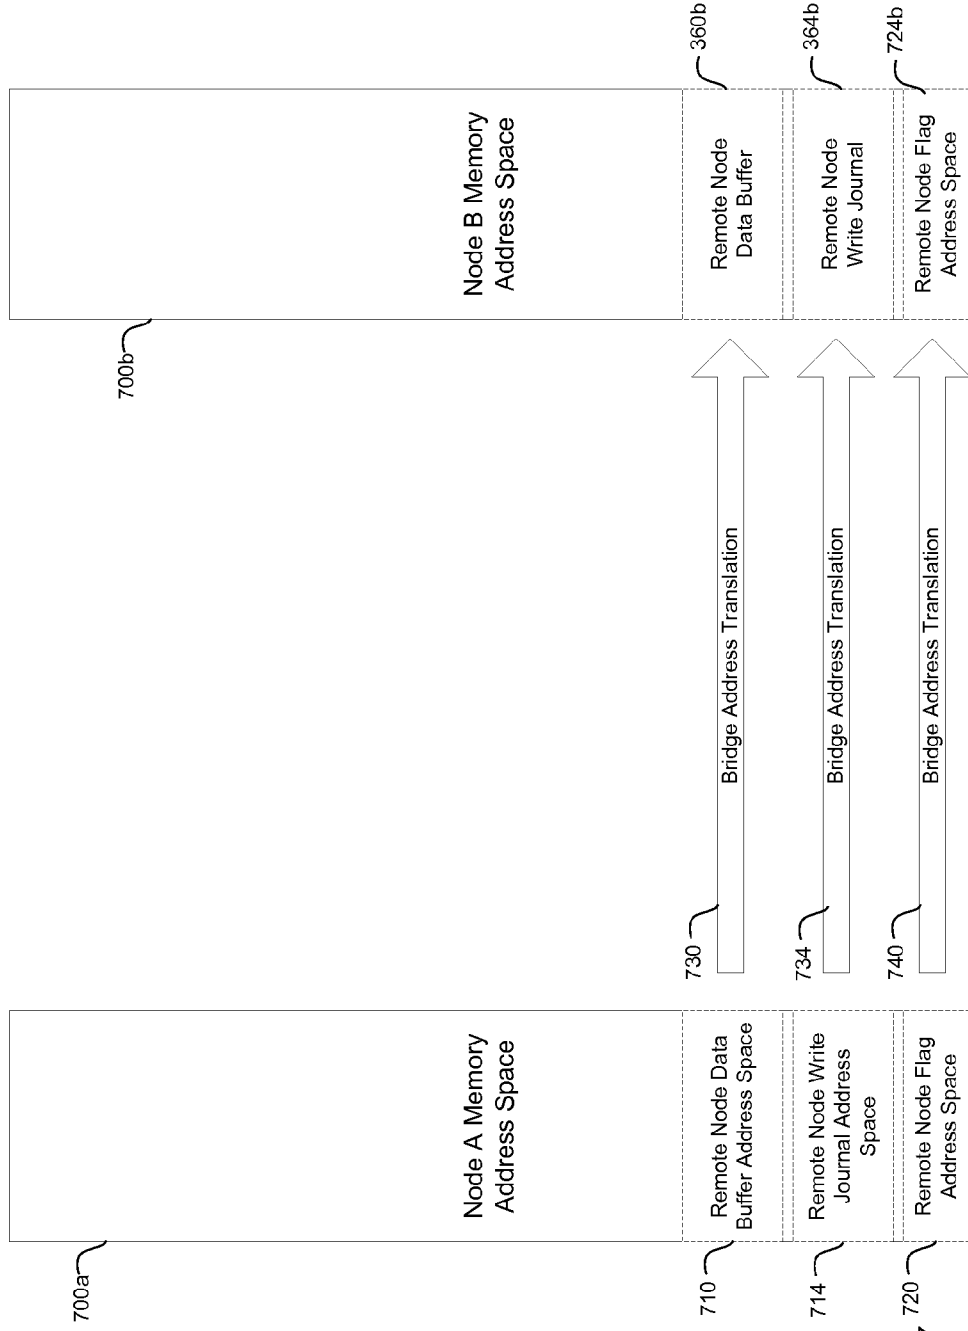 700a
Node A Memory
Address Space
710
Remote Node Data
Buffer Address Space
714
Remote Node Write
Journal Address
Space
720
Remote Node Flag
Address Space
730
Bridge Address Translation
734
Bridge Address Translation
740
Bridge Address Translation
700b
Node B Memory
Address Space
Remote Node
Data Buffer
360b
Remote Node
Write Journal
364b
Remote Node Flag
Address Space
724b